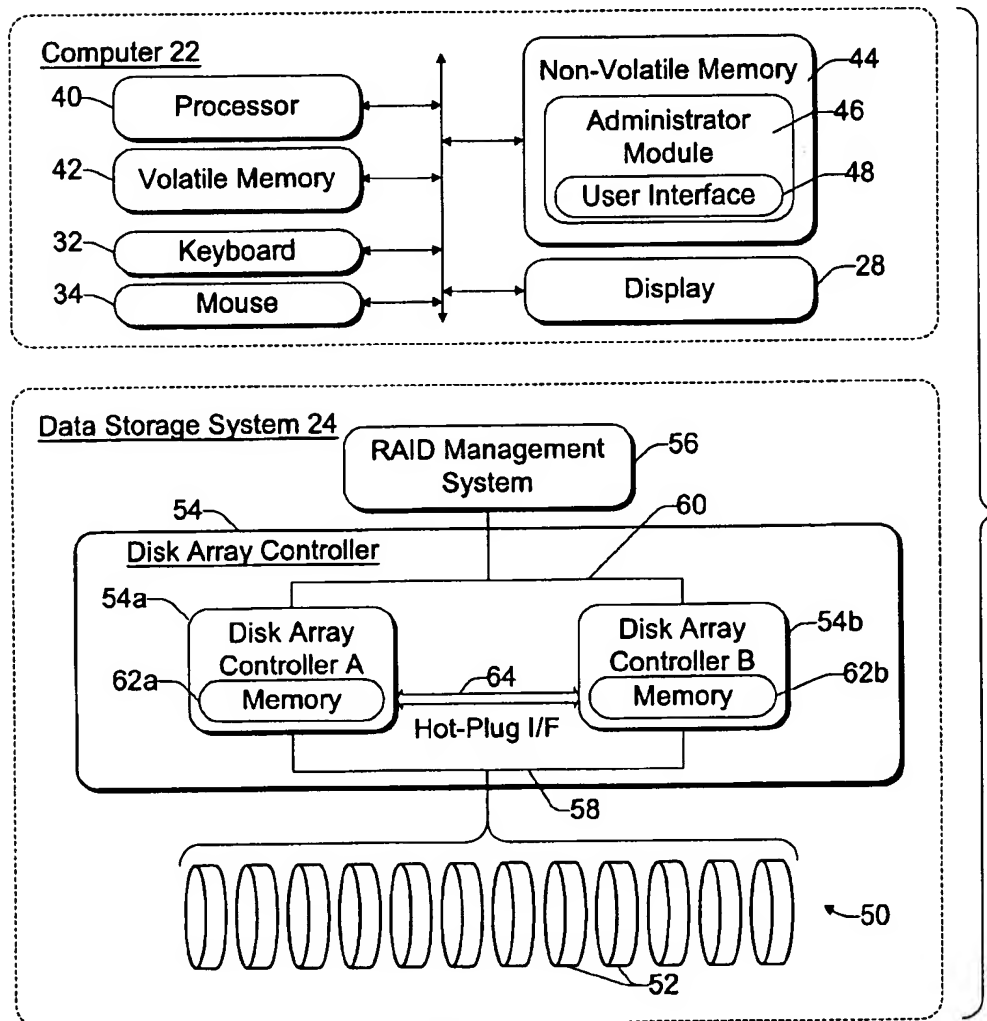 Computer 22
40
Processor
42
Volatile Memory
32
Keyboard
34
Mouse
Non-Volatile Memory
44
Administrator
Module
46
User Interface
48
Display
28
Data Storage System 24
RAID Management
System
56
54
60
Disk Array Controller
54a
Disk Array
Controller A
62a
Memory
64
Hot-Plug I/F
Disk Array
Controller B
54b
Memory
62b
58
50
52